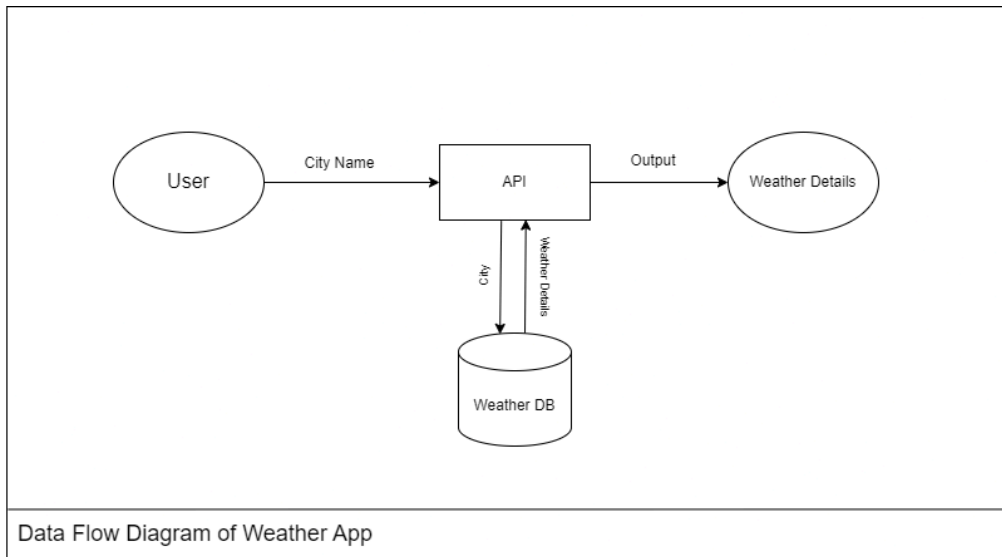 City Name
Output
User
API
Weather Details
City
Weather Details
Weather DB
Data Flow Diagram of Weather App